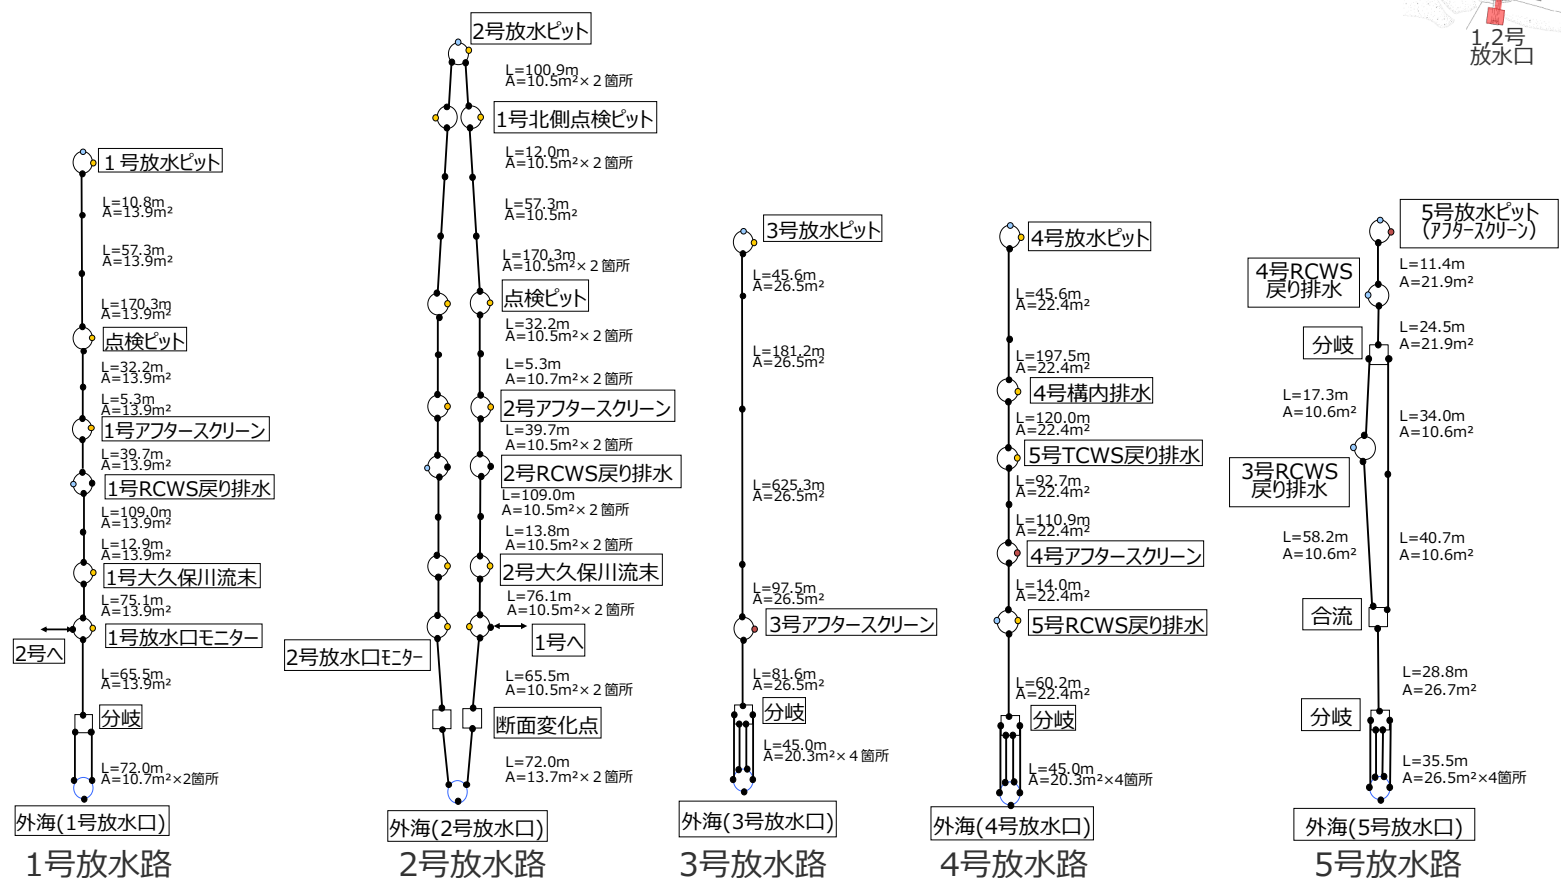 1,2号
放水口
1号放水ピット
L=10.8m
A=13.9m²
L=57.3m
A=13.9m²
L=170.3m
A=13.9m²
点検ピット
L=32.2m
A=13.9m²
L=5.3m
A=13.9m²
1号アフタースクリーン
L=39.7m
A=13.9m²
1号RCWS戻り排水
L=109.0m
A=13.9m²
L=12.9m
A=13.9m²
1号大久保川流末
L=75.1m
A=13.9m²
1号放水口モニター
2号へ
L=65.5m
A=13.9m²
分岐
L=72.0m
A=10.7m²×2箇所
外海(1号放水口)
1号放水路
2号放水ピット
L=100.9m
A=10.5m²×2箇所
1号北側点検ピット
L=12.0m
A=10.5m²×2箇所
L=57.3m
A=10.5m²
L=170.3m
A=10.5m²×2箇所
点検ピット
L=32.2m
A=10.5m²×2箇所
L=5.3m
A=10.7m²×2箇所
2号アフタースクリーン
L=39.7m
A=10.5m²×2箇所
2号RCWS戻り排水
L=109.0m
A=10.5m²×2箇所
L=13.8m
A=10.5m²×2箇所
2号大久保川流末
L=76.1m
A=10.5m²×2箇所
1号へ
2号放水口モニター
L=65.5m
A=10.5m²×2箇所
断面変化点
L=72.0m
A=13.7m²×2箇所
外海(2号放水口)
2号放水路
3号放水ピット
L=45.6m
A=26.5m²
L=181.2m
A=26.5m²
L=625.3m
A=26.5m²
L=97.5m
A=26.5m²
3号アフタースクリーン
L=81.6m
A=26.5m²
分岐
L=45.0m
A=20.3m²×4箇所
外海(3号放水口)
3号放水路
4号放水ピット
L=45.6m
A=22.4m²
L=197.5m
A=22.4m²
4号構内排水
L=120.0m
A=22.4m²
5号TCWS戻り排水
L=92.7m
A=22.4m²
L=110.9m
A=22.4m²
4号アフタースクリーン
L=14.0m
A=22.4m²
5号RCWS戻り排水
L=60.2m
A=22.4m²
分岐
L=45.0m
A=20.3m²×4箇所
外海(4号放水口)
4号放水路
5号放水ピット
(アフタースクリーン)
4号RCWS
戻り排水
L=11.4m
A=21.9m²
L=24.5m
A=21.9m²
分岐
L=17.3m
A=10.6m²
L=34.0m
A=10.6m²
3号RCWS
戻り排水
L=58.2m
A=10.6m²
L=40.7m
A=10.6m²
合流
L=28.8m
A=26.7m²
分岐
L=35.5m
A=26.5m²×4箇所
外海(5号放水口)
5号放水路